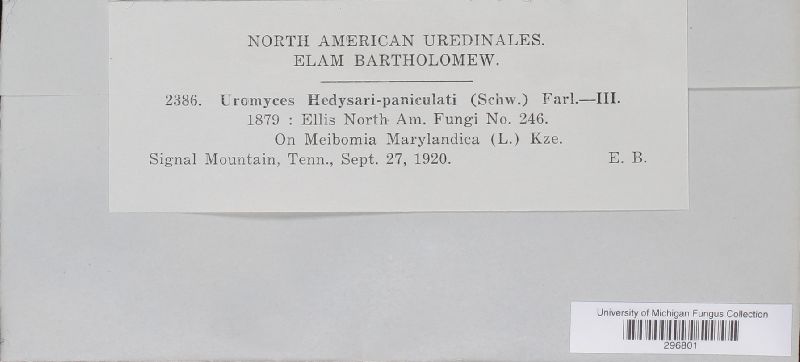 NORTH AMERICAN UREDINALES.
ELAM BARTHOLOMEW.
2386. Uromyces Hedysari-paniculati (Schw.) Farl.—III.
1879 : Ellis North Am. Fungi No. 246.
On Meibomia Marylandica (L.) Kze.
Signal Mountain, Tenn., Sept. 27, 1920. E. B.
University of Michigan Fungus Collection
296801